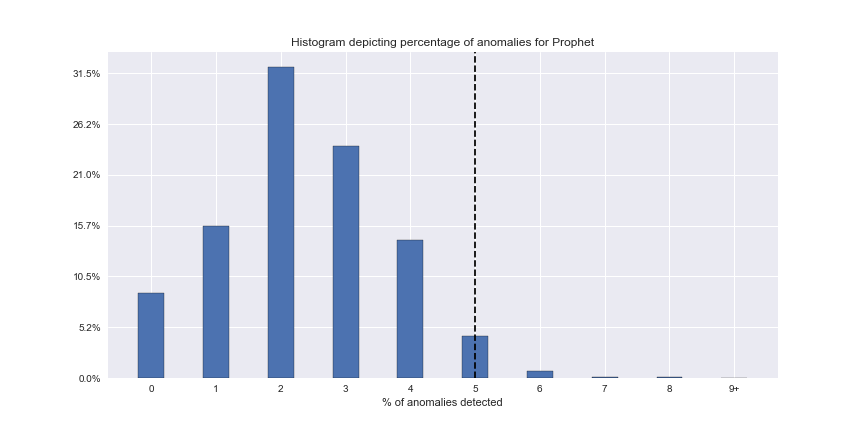 Histogram depicting percentage of anomalies for Prophet
31.5%
26.2%
21.0%
15.7%
10.5%
5.2%
0.0%
0 1 2 3 4 5 6 7 8 9+
% of anomalies detected